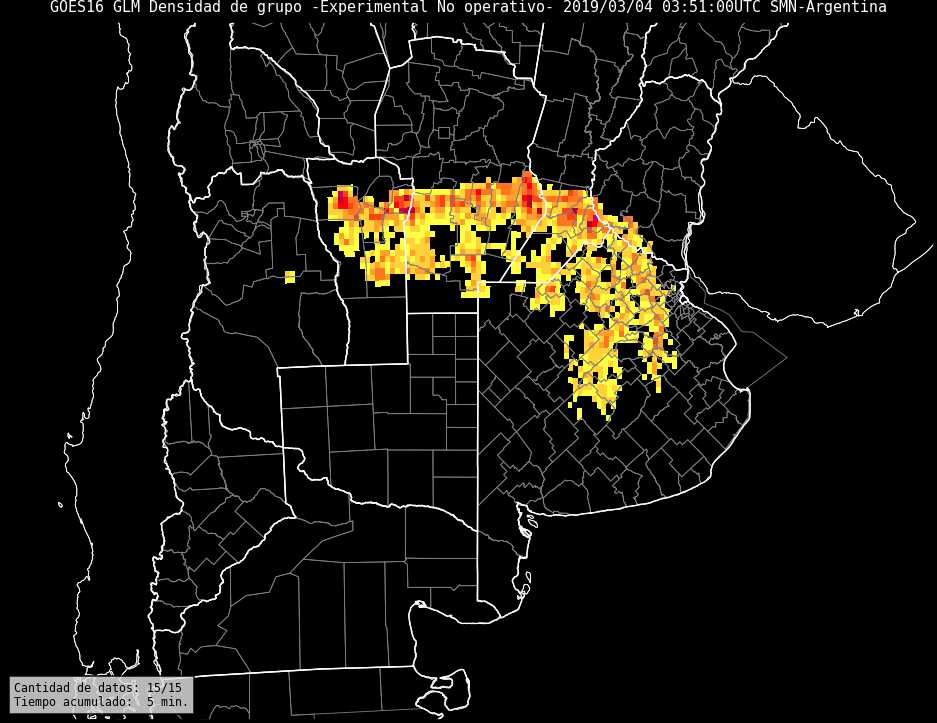 GOES16 GLM Densidad de grupo -Experimental No operativo- 2019/03/04 03:51:00UTC SMN-Argentina
Cantidad de datos: 15/15
Tiempo acumulado:  5 min.